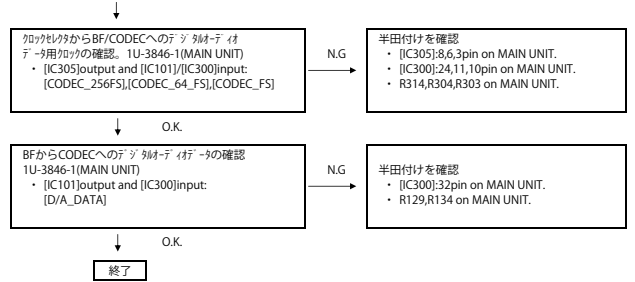 ｸﾛｯｸｾﾚｸﾀからBF/CODECへのﾃﾞｼﾞﾀﾙｵｰﾃﾞｨｵ
ﾃﾞｰﾀ用ｸﾛｯｸの確認。1U-3846-1(MAIN UNIT)
・ [IC305]output and [IC101]/[IC300]input:
[CODEC_256FS],[CODEC_64_FS],[CODEC_FS]
N.G
半田付けを確認
・ [IC305]:8,6,3pin on MAIN UNIT.
・ [IC300]:24,11,10pin on MAIN UNIT.
・ R314,R304,R303 on MAIN UNIT.
O.K.
BFからCODECへのﾃﾞｼﾞﾀﾙｵｰﾃﾞｨｵﾃﾞｰﾀの確認
1U-3846-1(MAIN UNIT)
・ [IC101]output and [IC300]input:
[D/A_DATA]
N.G
半田付けを確認
・ [IC300]:32pin on MAIN UNIT.
・ R129,R134 on MAIN UNIT.
O.K.
終了